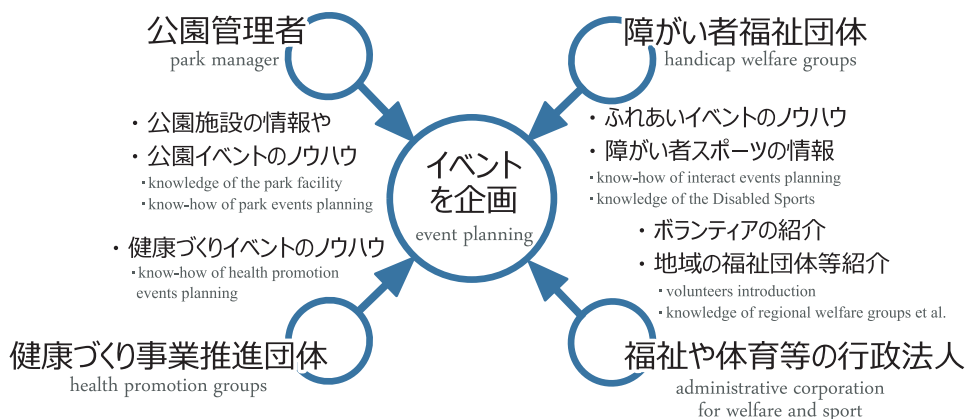 公園管理者
park manager
・公園施設の情報や
・公園イベントのノウハウ
・knowledge of the park facility
・know-how of park events planning
障がい者福祉団体
handicap welfare groups
・ふれあいイベントのノウハウ
・障がい者スポーツの情報
・know-how of interact events planning
・knowledge of the Disabled Sports
イベント
を企画
event planning
・健康づくりイベントのノウハウ
・know-how of health promotion
events planning
健康づくり事業推進団体
health promotion groups
・ボランティアの紹介
・地域の福祉団体等紹介
・volunteers introduction
・knowledge of regional welfare groups et al.
福祉や体育等の行政法人
administrative corporation
for welfare and sport